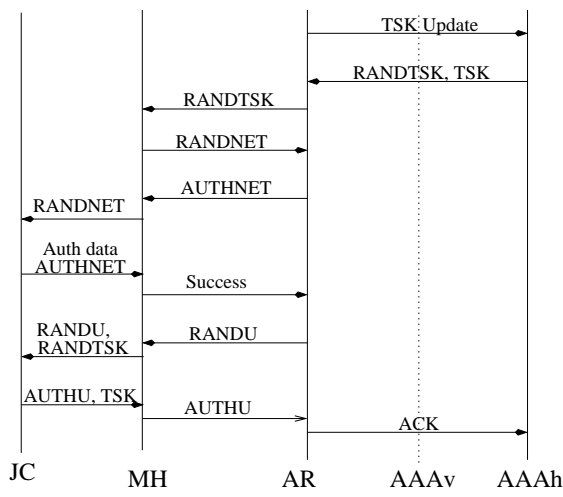 TSK Update
RANDTSK, TSK
RANDTSK
RANDNET
AUTHNET
RANDNET
Auth data
AUTHNET
Success
RANDU
RANDU,
RANDTSK
AUTHU, TSK
AUTHU
ACK
JC
MH
AR
AAAv
AAAh